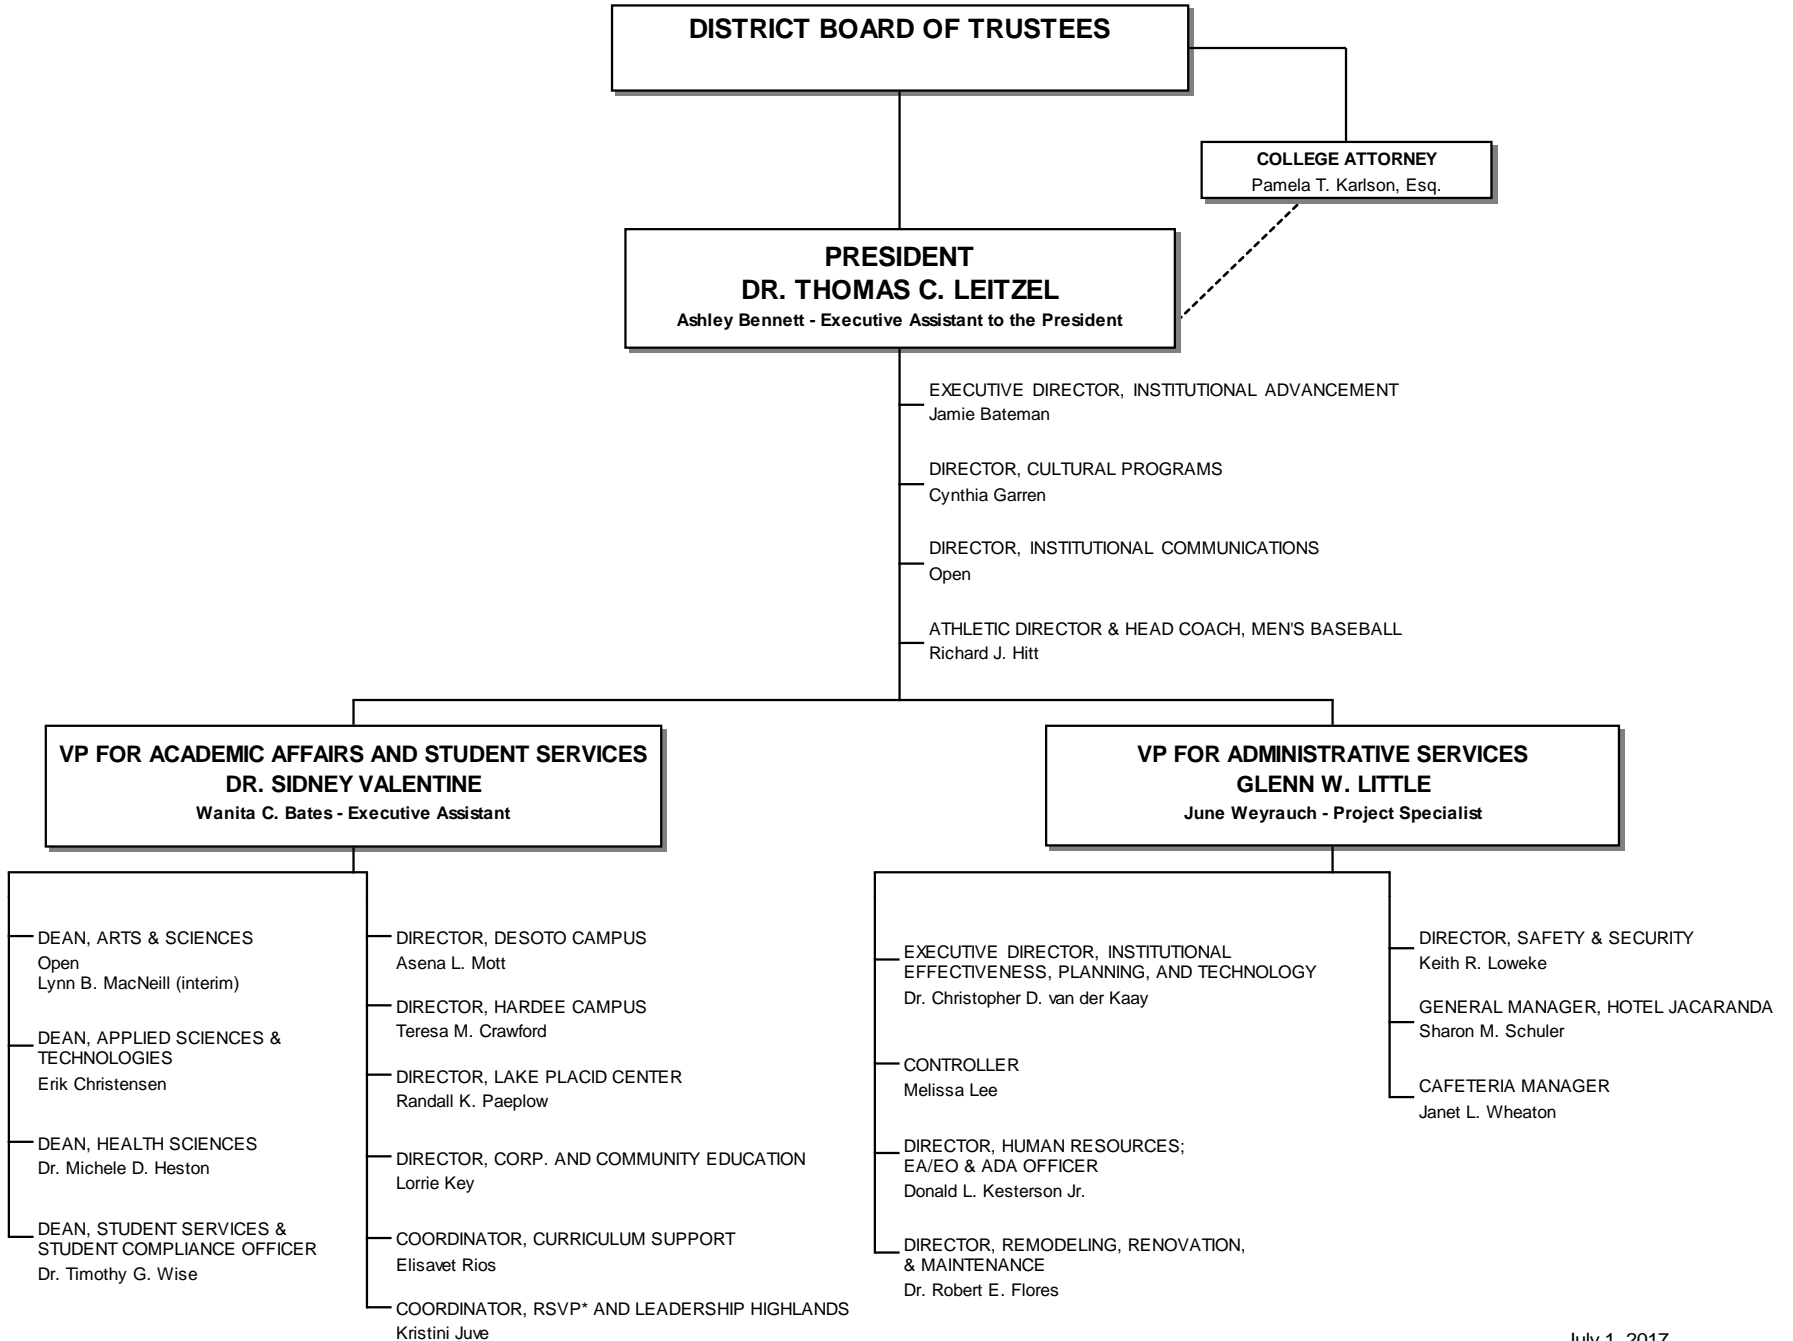 DISTRICT BOARD OF TRUSTEES
COLLEGE ATTORNEY
Pamela T. Karlson, Esq.
PRESIDENT
DR. THOMAS C. LEITZEL
Ashley Bennett - Executive Assistant to the President
EXECUTIVE DIRECTOR, INSTITUTIONAL ADVANCEMENT
Jamie Bateman
DIRECTOR, CULTURAL PROGRAMS
Cynthia Garren
DIRECTOR, INSTITUTIONAL COMMUNICATIONS
Open
ATHLETIC DIRECTOR & HEAD COACH, MEN'S BASEBALL
Richard J. Hitt
VP FOR ACADEMIC AFFAIRS AND STUDENT SERVICES
DR. SIDNEY VALENTINE
Wanita C. Bates - Executive Assistant
DEAN, ARTS & SCIENCES
Open
Lynn B. MacNeill (interim)
DEAN, APPLIED SCIENCES &
TECHNOLOGIES
Erik Christensen
DEAN, HEALTH SCIENCES
Dr. Michele D. Heston
DEAN, STUDENT SERVICES &
STUDENT COMPLIANCE OFFICER
Dr. Timothy G. Wise
DIRECTOR, DESOTO CAMPUS
Asena L. Mott
DIRECTOR, HARDEE CAMPUS
Teresa M. Crawford
DIRECTOR, LAKE PLACID CENTER
Randall K. Paeplow
DIRECTOR, CORP. AND COMMUNITY EDUCATION
Lorrie Key
COORDINATOR, CURRICULUM SUPPORT
Elisavet Rios
COORDINATOR, RSVP* AND LEADERSHIP HIGHLANDS
Kristini Juve
VP FOR ADMINISTRATIVE SERVICES
GLENN W. LITTLE
June Weyrauch - Project Specialist
EXECUTIVE DIRECTOR, INSTITUTIONAL
EFFECTIVENESS, PLANNING, AND TECHNOLOGY
Dr. Christopher D. van der Kaay
CONTROLLER
Melissa Lee
DIRECTOR, HUMAN RESOURCES;
EA/EO & ADA OFFICER
Donald L. Kesterson Jr.
DIRECTOR, REMODELING, RENOVATION,
& MAINTENANCE
Dr. Robert E. Flores
DIRECTOR, SAFETY & SECURITY
Keith R. Loweke
GENERAL MANAGER, HOTEL JACARANDA
Sharon M. Schuler
CAFETERIA MANAGER
Janet L. Wheaton
July 1, 2017